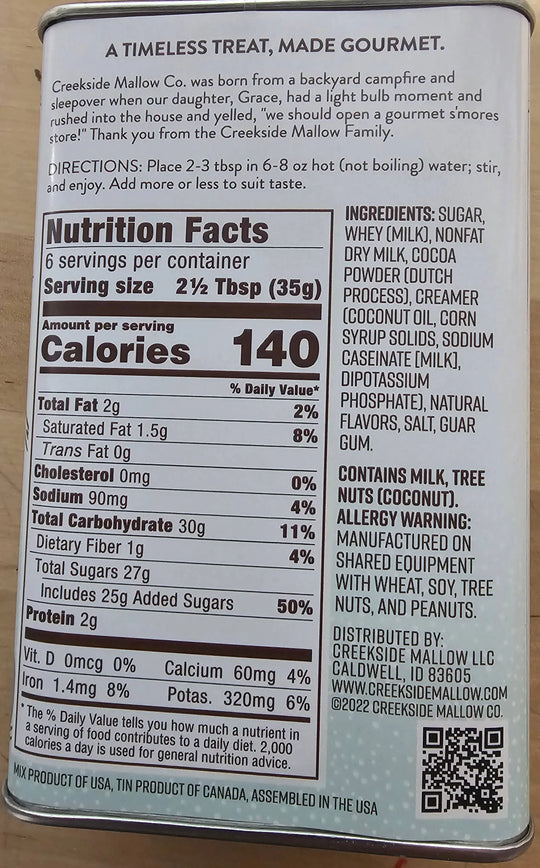 A TIMELESS TREAT, MADE GOURMET.
Creekside Mallow Co. was born from a backyard campfire and
sleepover when our daughter, Grace, had a light bulb moment and
rushed into the house and yelled, "we should open a gourmet s'mores
store!" Thank you from the Creekside Mallow Family.
DIRECTIONS: Place 2-3 tbsp in 6-8 oz hot (not boiling) water; stir,
and enjoy. Add more or less to suit taste.
Nutrition Facts
6 servings per container
Serving size 2½ Tbsp (35g)
Amount per serving
Calories 140
% Daily Value*
Total Fat 2g 2%
Saturated Fat 1.5g 8%
Trans Fat 0g
Cholesterol 0mg 0%
Sodium 90mg 4%
Total Carbohydrate 30g 11%
Dietary Fiber 1g 4%
Total Sugars 27g
Includes 25g Added Sugars 50%
Protein 2g
Vit. D 0mcg 0% Calcium 60mg 4%
Iron 1.4mg 8% Potas. 320mg 6%
* The % Daily Value tells you how much a nutrient in
a serving of food contributes to a daily diet. 2,000
calories a day is used for general nutrition advice.
INGREDIENTS: SUGAR,
WHEY (MILK), NONFAT
DRY MILK, COCOA
POWDER (DUTCH
PROCESS), CREAMER
(COCONUT OIL, CORN
SYRUP SOLIDS, SODIUM
CASEINATE [MILK],
DIPOTASSIUM
PHOSPHATE), NATURAL
FLAVORS, SALT, GUAR
GUM.
CONTAINS MILK, TREE
NUTS (COCONUT).
ALLERGY WARNING:
MANUFACTURED ON
SHARED EQUIPMENT
WITH WHEAT, SOY, TREE
NUTS, AND PEANUTS.
DISTRIBUTED BY:
CREEKSIDE MALLOW LLC
CALDWELL, ID 83605
WWW.CREEKSIDEMALLOW.COM
©2022 CREEKSIDE MALLOW CO.
MIX PRODUCT OF USA, TIN PRODUCT OF CANADA, ASSEMBLED IN THE USA